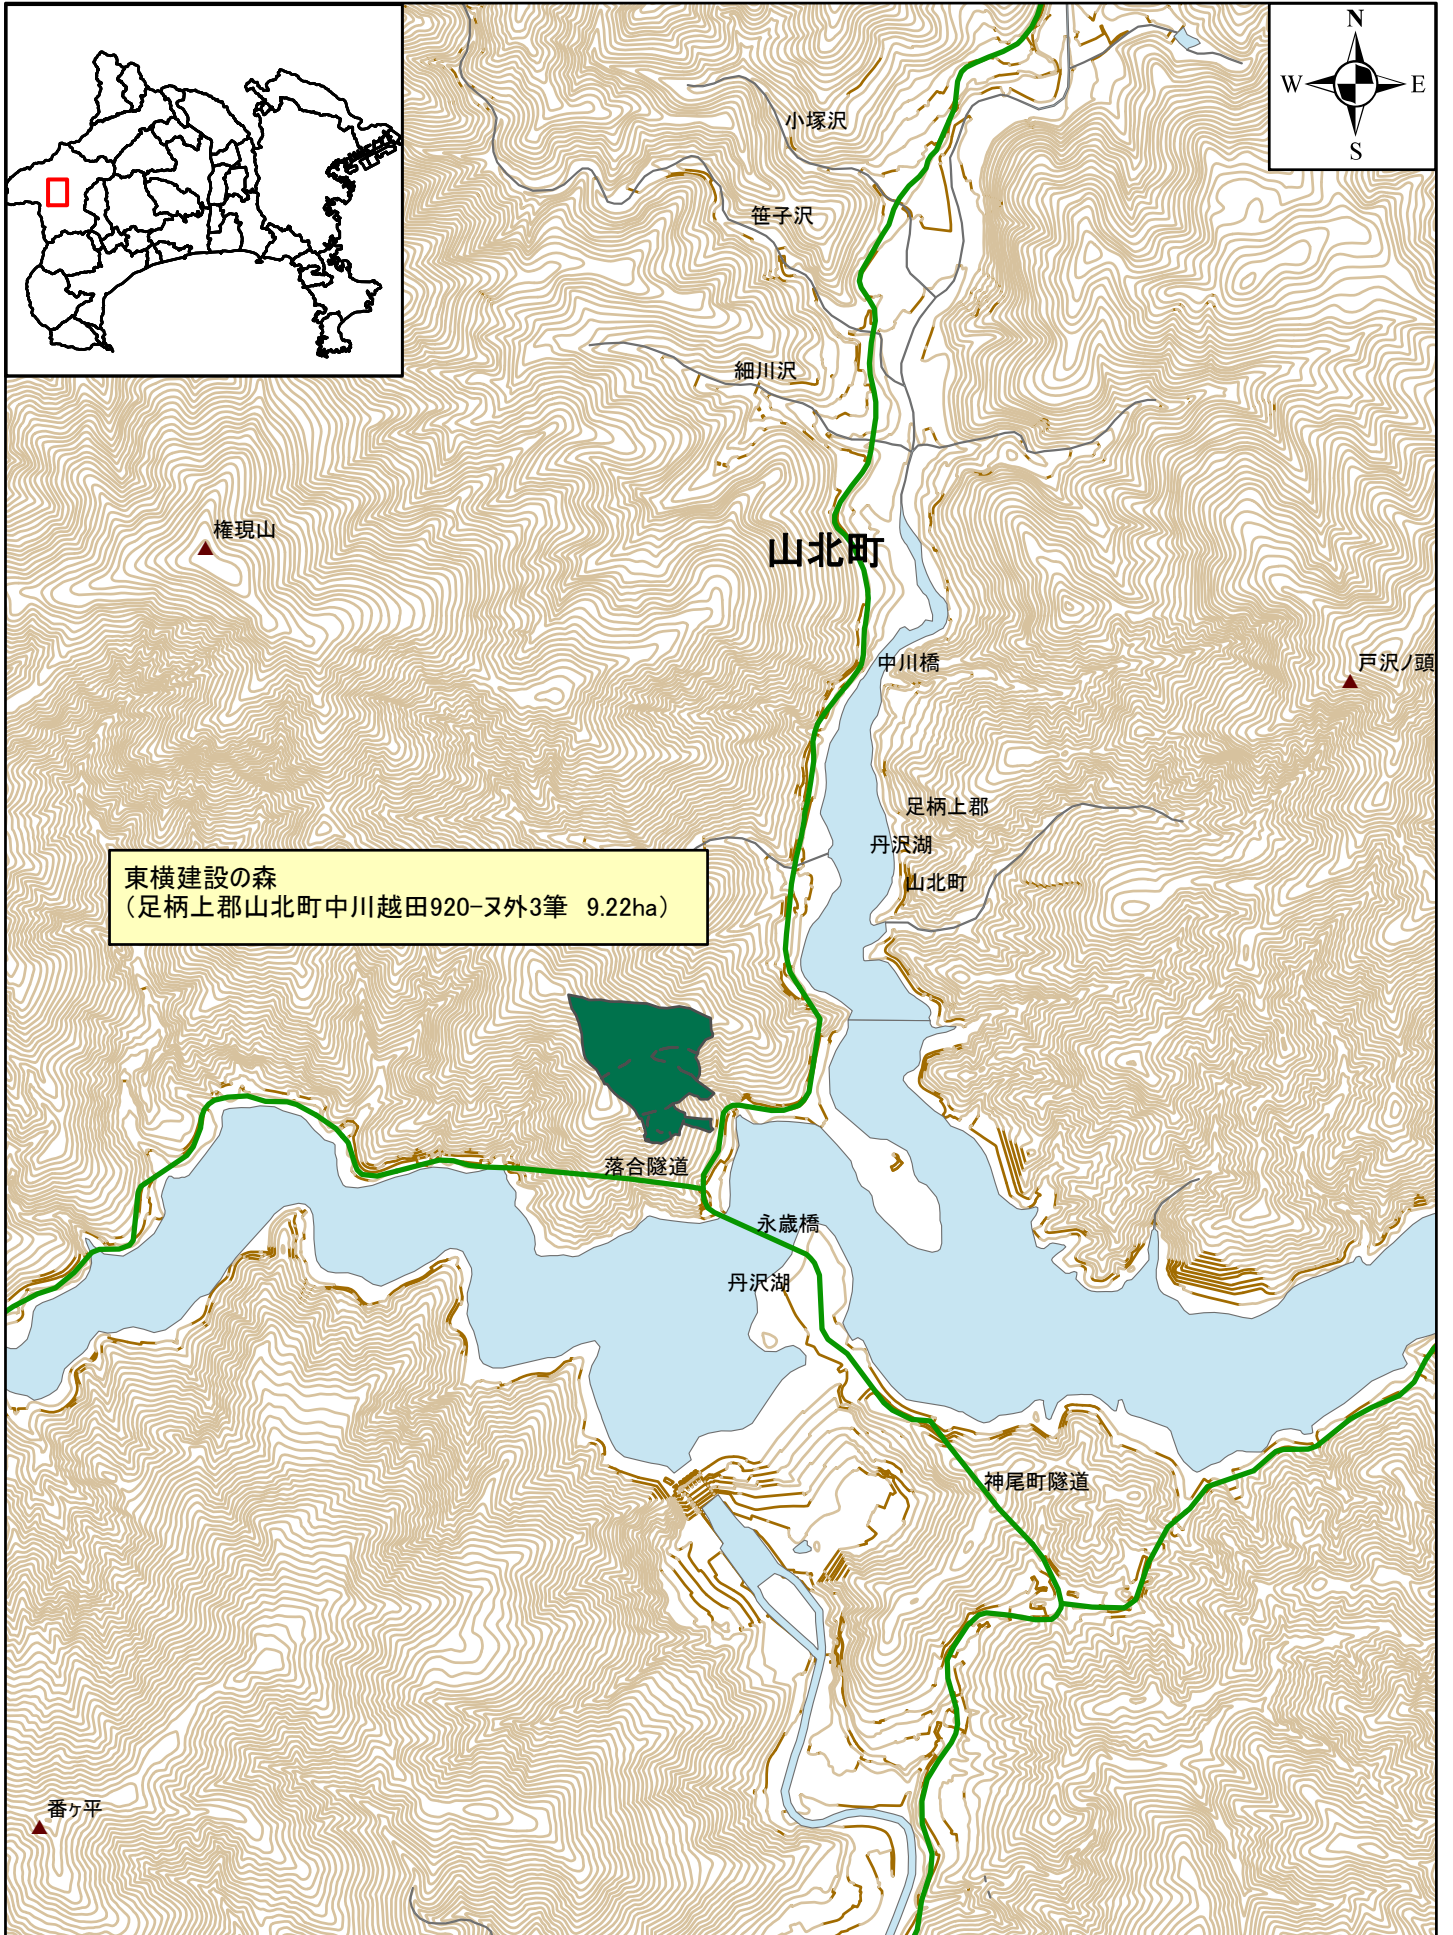 N
W E
S
小塚沢
笹子沢
細川沢
権現山
山北町
中川橋
戸沢ノ頭
足柄上郡
丹沢湖
山北町
東横建設の森
（足柄上郡山北町中川越田920-ヌ外3筆 9.22ha）
落合隧道
永歳橋
丹沢湖
神尾町隧道
番ヶ平